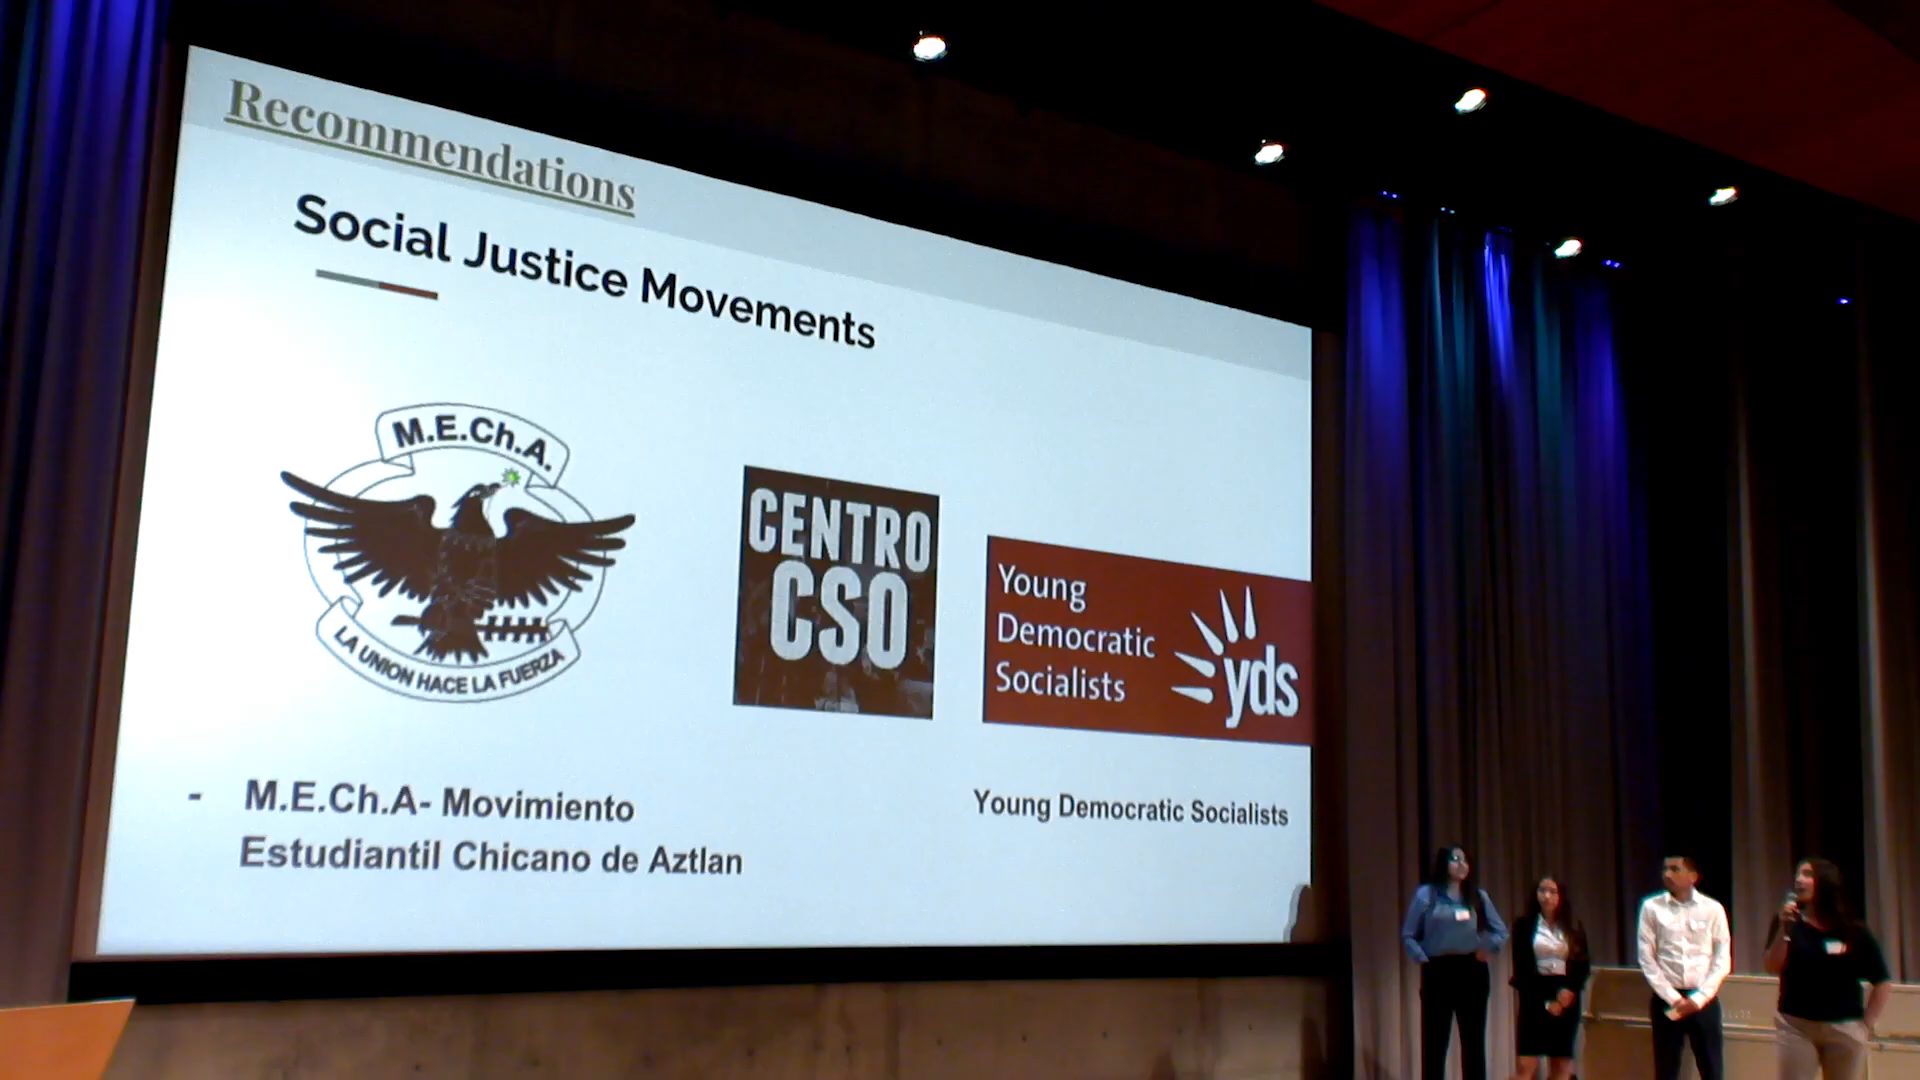 Recommendations
Social Justice Movements
M.E.Ch.A.
LA UNION HACE LA FUERZA
CENTRO
CSO
Young
Democratic
Socialists
yds
- M.E.Ch.A- Movimiento
Estudiantil Chicano de Aztlan
Young Democratic Socialists